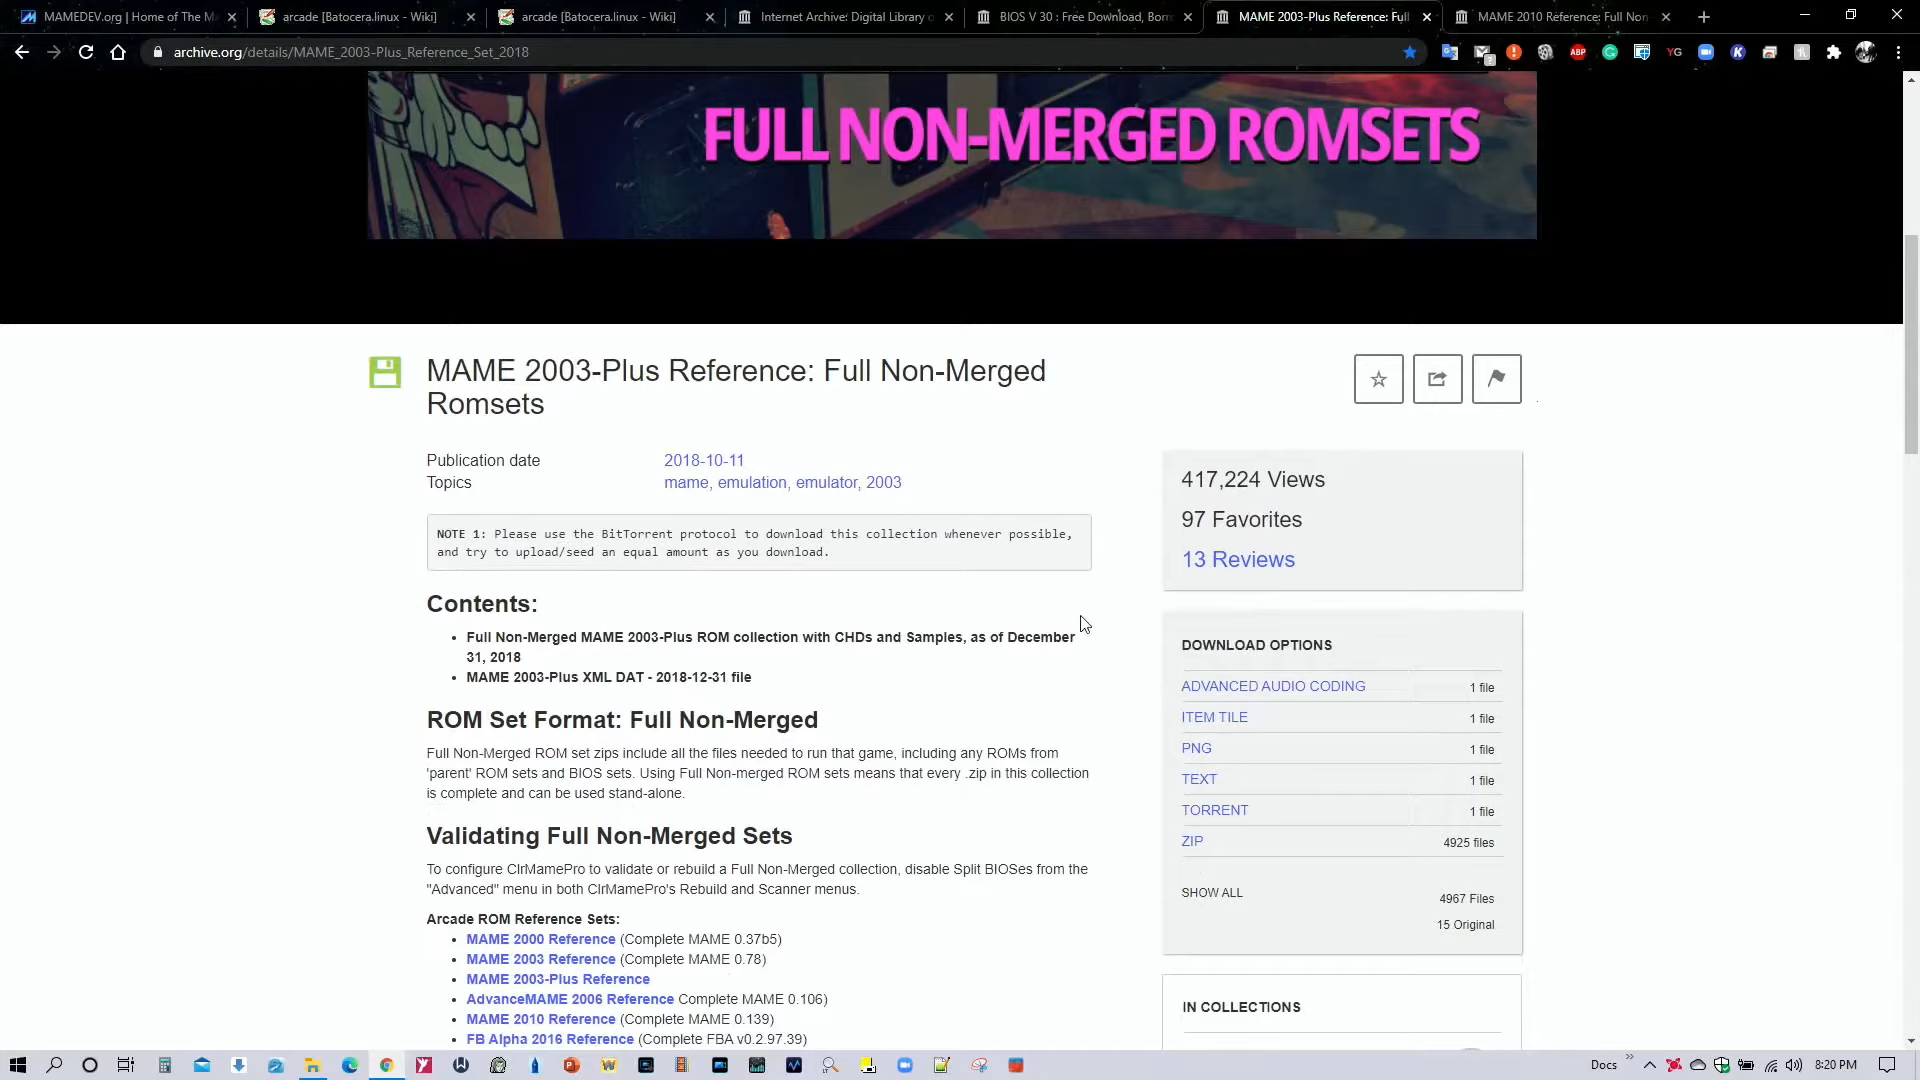 MAMEDEV.org | Home of The M
arcade [Batocera.linux - Wiki]
arcade [Batocera.linux - Wiki]
Internet Archive: Digital Library o
BIOS V 30 : Free Download, Borr
MAME 2003-Plus Reference: Full
MAME 2010 Reference: Full Non
archive.org/details/MAME_2003-Plus_Reference_Set_2018
ABP
YG
K
FULL NON-MERGED ROMSETS
MAME 2003-Plus Reference: Full Non-Merged
Romsets
Publication date 2018-10-11
Topics mame, emulation, emulator, 2003
NOTE 1: Please use the BitTorrent protocol to download this collection whenever possible,
and try to upload/seed an equal amount as you download.
Contents:
• Full Non-Merged MAME 2003-Plus ROM collection with CHDs and Samples, as of December
31, 2018
• MAME 2003-Plus XML DAT - 2018-12-31 file
ROM Set Format: Full Non-Merged
Full Non-Merged ROM set zips include all the files needed to run that game, including any ROMs from
'parent' ROM sets and BIOS sets. Using Full Non-merged ROM sets means that every .zip in this collection
is complete and can be used stand-alone.
Validating Full Non-Merged Sets
To configure ClrMamePro to validate or rebuild a Full Non-Merged collection, disable Split BIOSes from the
"Advanced" menu in both ClrMamePro's Rebuild and Scanner menus.
Arcade ROM Reference Sets:
• MAME 2000 Reference (Complete MAME 0.37b5)
• MAME 2003 Reference (Complete MAME 0.78)
• MAME 2003-Plus Reference
• AdvanceMAME 2006 Reference Complete MAME 0.106)
• MAME 2010 Reference (Complete MAME 0.139)
• FB Alpha 2016 Reference (Complete FBA v0.2.97.39)
417,224 Views
97 Favorites
13 Reviews
DOWNLOAD OPTIONS
ADVANCED AUDIO CODING 1 file
ITEM TILE 1 file
PNG 1 file
TEXT 1 file
TORRENT 1 file
ZIP 4925 files
SHOW ALL 4967 Files
15 Original
IN COLLECTIONS
Docs
8:20 PM